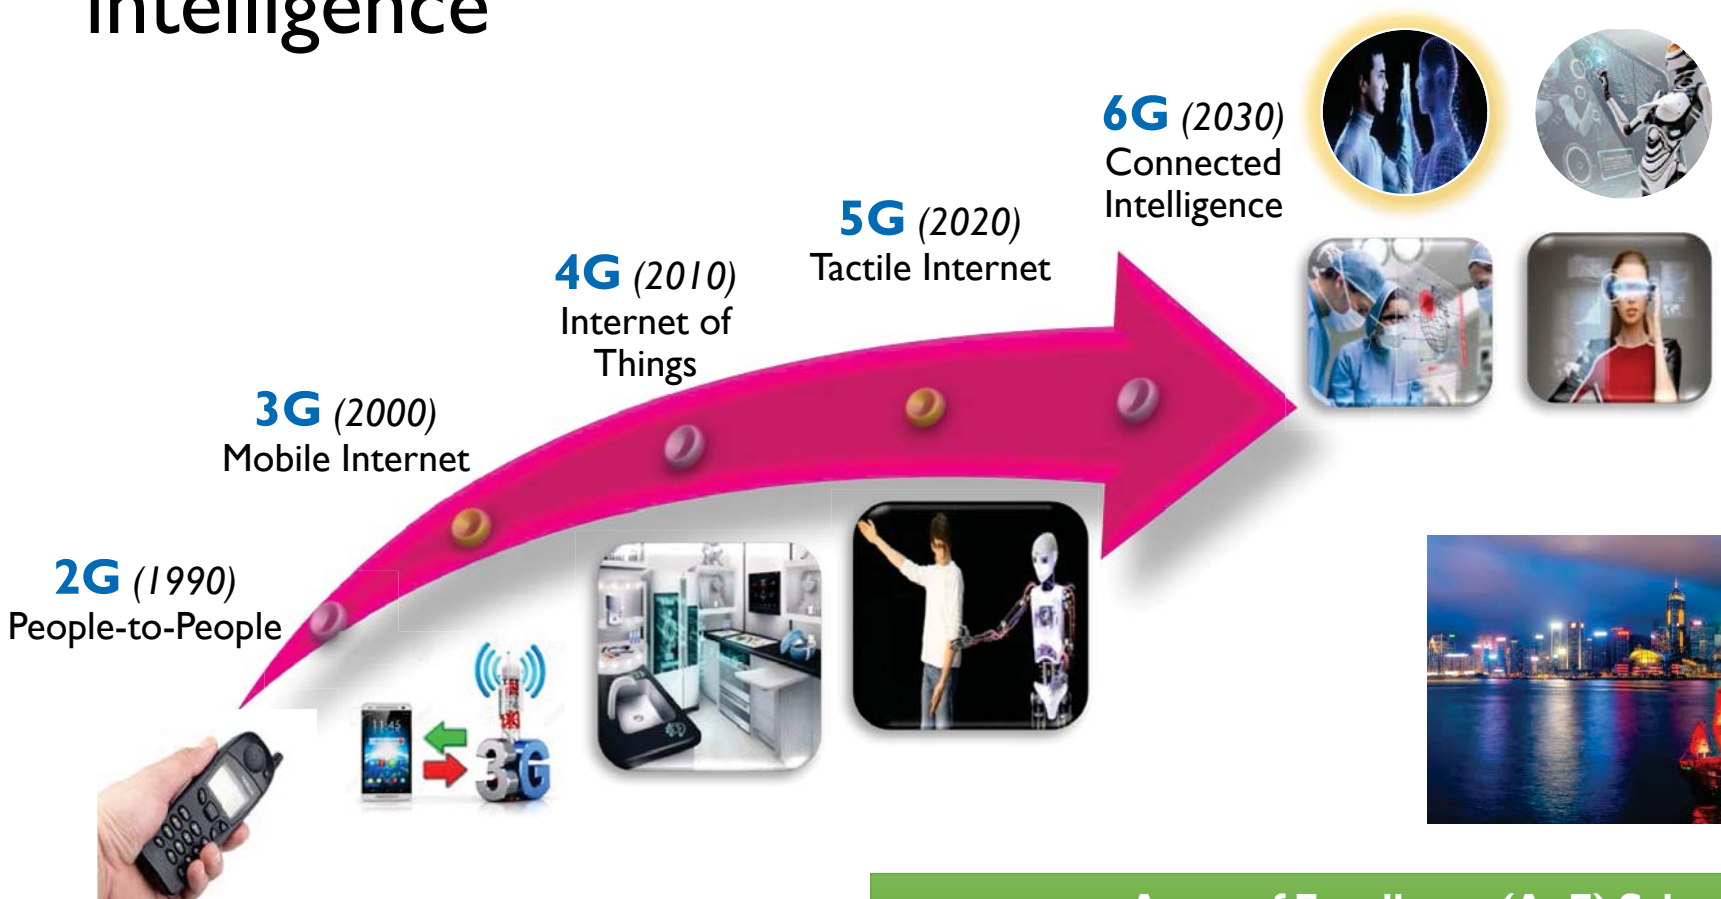 Intelligence
6G (2030)
Connected
Intelligence
5G (2020)
Tactile Internet
4G (2010)
Internet of
Things
3G (2000)
Mobile Internet
2G (1990)
People-to-People
11:45
3G